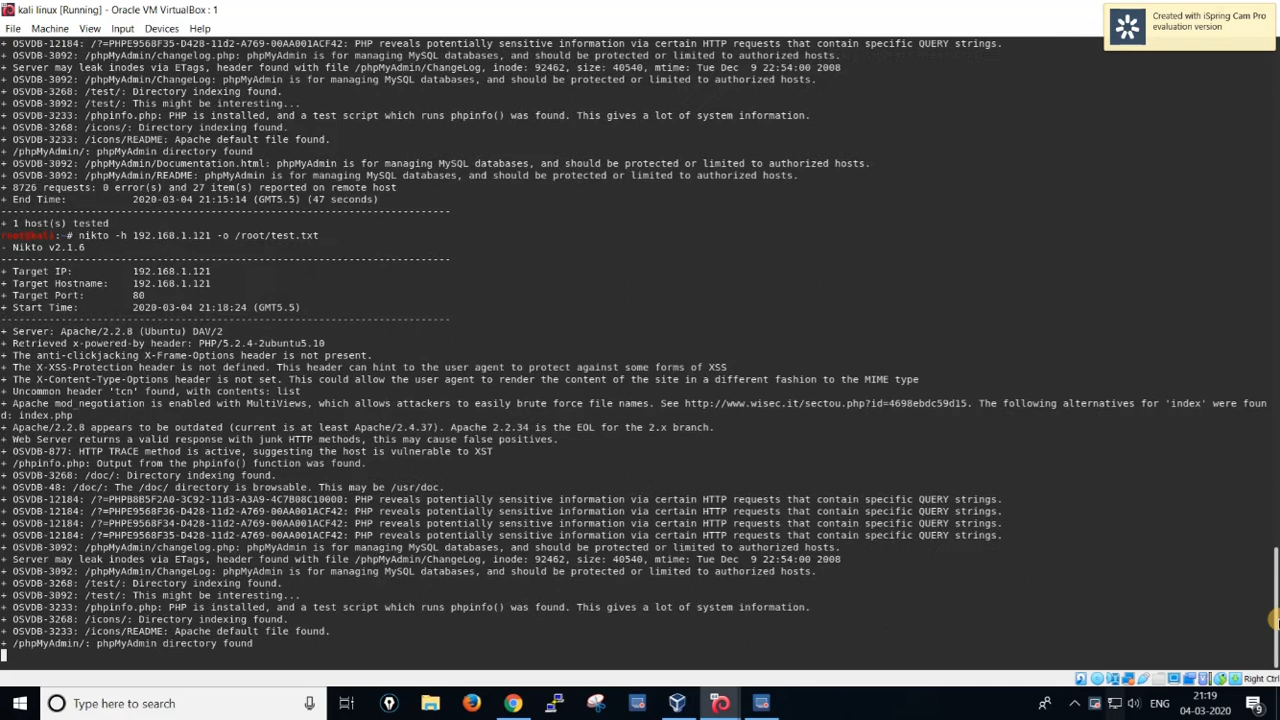 kali linux [Running] - Oracle VM VirtualBox : 1
Created with iSpring Cam Pro
evaluation version
File Machine View Input Devices Help
+ OSVDB-12184: /?=PHPE9568F35-D428-11d2-A769-00AA001ACF42: PHP reveals potentially sensitive information via certain HTTP requests that contain specific QUERY strings.
+ OSVDB-3092: /phpMyAdmin/changelog.php: phpMyAdmin is for managing MySQL databases, and should be protected or limited to authorized hosts.
+ Server may leak inodes via ETags, header found with file /phpMyAdmin/ChangeLog, inode: 92462, size: 40540, mtime: Tue Dec  9 22:54:00 2008
+ OSVDB-3092: /phpMyAdmin/ChangeLog: phpMyAdmin is for managing MySQL databases, and should be protected or limited to authorized hosts.
+ OSVDB-3268: /test/: Directory indexing found.
+ OSVDB-3092: /test/: This might be interesting...
+ OSVDB-3233: /phpinfo.php: PHP is installed, and a test script which runs phpinfo() was found. This gives a lot of system information.
+ OSVDB-3268: /icons/: Directory indexing found.
+ OSVDB-3233: /icons/README: Apache default file found.
+ /phpMyAdmin/: phpMyAdmin directory found
+ OSVDB-3092: /phpMyAdmin/Documentation.html: phpMyAdmin is for managing MySQL databases, and should be protected or limited to authorized hosts.
+ OSVDB-3092: /phpMyAdmin/README: phpMyAdmin is for managing MySQL databases, and should be protected or limited to authorized hosts.
+ 8726 requests: 0 error(s) and 27 item(s) reported on remote host
+ End Time:           2020-03-04 21:15:14 (GMT5.5) (47 seconds)
---------------------------------------------------------------------------
+ 1 host(s) tested
root@kali:~# nikto -h 192.168.1.121 -o /root/test.txt
- Nikto v2.1.6
---------------------------------------------------------------------------
+ Target IP:          192.168.1.121
+ Target Hostname:    192.168.1.121
+ Target Port:        80
+ Start Time:         2020-03-04 21:18:24 (GMT5.5)
---------------------------------------------------------------------------
+ Server: Apache/2.2.8 (Ubuntu) DAV/2
+ Retrieved x-powered-by header: PHP/5.2.4-2ubuntu5.10
+ The anti-clickjacking X-Frame-Options header is not present.
+ The X-XSS-Protection header is not defined. This header can hint to the user agent to protect against some forms of XSS
+ The X-Content-Type-Options header is not set. This could allow the user agent to render the content of the site in a different fashion to the MIME type
+ Uncommon header 'tcn' found, with contents: list
+ Apache mod_negotiation is enabled with MultiViews, which allows attackers to easily brute force file names. See http://www.wisec.it/sectou.php?id=4698ebdc59d15. The following alternatives for 'index' were foun
d: index.php
+ Apache/2.2.8 appears to be outdated (current is at least Apache/2.4.37). Apache 2.2.34 is the EOL for the 2.x branch.
+ Web Server returns a valid response with junk HTTP methods, this may cause false positives.
+ OSVDB-877: HTTP TRACE method is active, suggesting the host is vulnerable to XST
+ /phpinfo.php: Output from the phpinfo() function was found.
+ OSVDB-3268: /doc/: Directory indexing found.
+ OSVDB-48: /doc/: The /doc/ directory is browsable. This may be /usr/doc.
+ OSVDB-12184: /?=PHPB8B5F2A0-3C92-11d3-A3A9-4C7B08C10000: PHP reveals potentially sensitive information via certain HTTP requests that contain specific QUERY strings.
+ OSVDB-12184: /?=PHPE9568F36-D428-11d2-A769-00AA001ACF42: PHP reveals potentially sensitive information via certain HTTP requests that contain specific QUERY strings.
+ OSVDB-12184: /?=PHPE9568F34-D428-11d2-A769-00AA001ACF42: PHP reveals potentially sensitive information via certain HTTP requests that contain specific QUERY strings.
+ OSVDB-12184: /?=PHPE9568F35-D428-11d2-A769-00AA001ACF42: PHP reveals potentially sensitive information via certain HTTP requests that contain specific QUERY strings.
+ OSVDB-3092: /phpMyAdmin/changelog.php: phpMyAdmin is for managing MySQL databases, and should be protected or limited to authorized hosts.
+ Server may leak inodes via ETags, header found with file /phpMyAdmin/ChangeLog, inode: 92462, size: 40540, mtime: Tue Dec  9 22:54:00 2008
+ OSVDB-3092: /phpMyAdmin/ChangeLog: phpMyAdmin is for managing MySQL databases, and should be protected or limited to authorized hosts.
+ OSVDB-3268: /test/: Directory indexing found.
+ OSVDB-3092: /test/: This might be interesting...
+ OSVDB-3233: /phpinfo.php: PHP is installed, and a test script which runs phpinfo() was found. This gives a lot of system information.
+ OSVDB-3268: /icons/: Directory indexing found.
+ OSVDB-3233: /icons/README: Apache default file found.
+ /phpMyAdmin/: phpMyAdmin directory found
Right Ctrl
Type here to search
ENG
21:19
04-03-2020
9